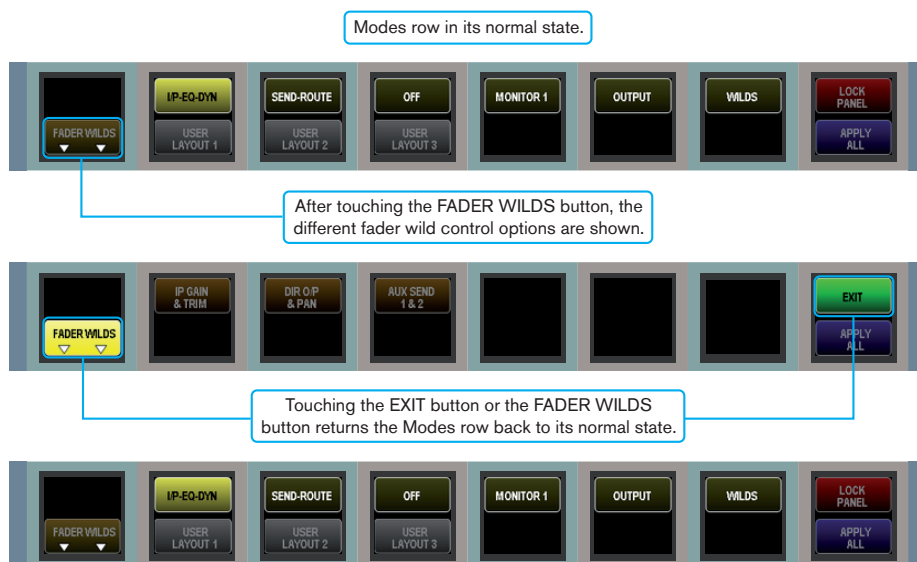 Modes row in its normal state.
I/P-EQ-DYN
SEND-ROUTE
OFF
MONITOR 1
OUTPUT
WILDS
LOCK
PANEL
FADER WILDS
USER
LAYOUT 1
USER
LAYOUT 2
USER
LAYOUT 3
APPLY
ALL
After touching the FADER WILDS button, the
different fader wild control options are shown.
IP GAIN
& TRIM
DIR O/P
& PAN
AUX SEND
1 & 2
EXIT
FADER WILDS
APPLY
ALL
Touching the EXIT button or the FADER WILDS
button returns the Modes row back to its normal state.
I/P-EQ-DYN
SEND-ROUTE
OFF
MONITOR 1
OUTPUT
WILDS
LOCK
PANEL
FADER WILDS
USER
LAYOUT 1
USER
LAYOUT 2
USER
LAYOUT 3
APPLY
ALL